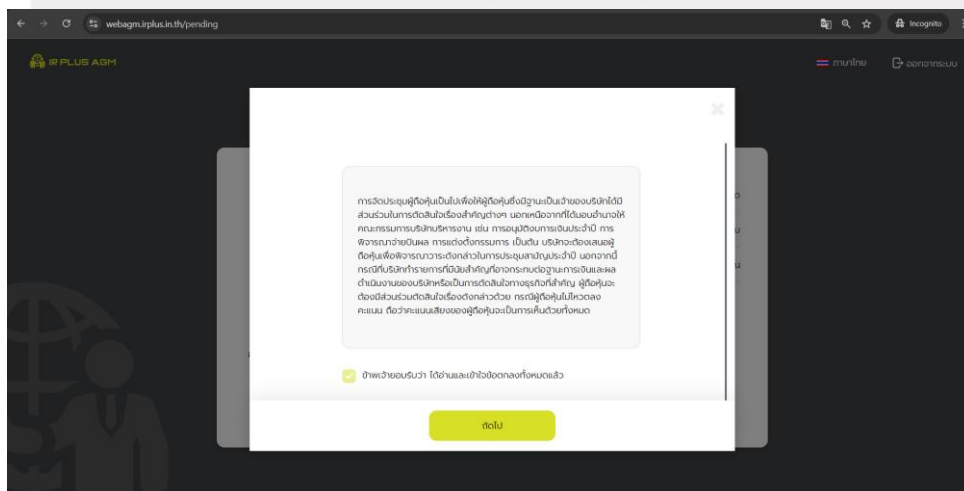 webagm.irplus.in.th/pending
Incognito
IR PLUS AGM
ภาษาไทย
ออกจากระบบ
การจัดประชุมผู้ถือหุ้นเป็นไปเพื่อให้ผู้ถือหุ้นซึ่งมีฐานะเป็นเจ้าของบริษัทได้มี
ส่วนร่วมในการตัดสินใจเรื่องสำคัญต่างๆ นอกเหนือจากที่ได้มอบอำนาจให้
คณะกรรมการบริษัทบริหารงาน เช่น การอนุมัติงบการเงินประจำปี การ
พิจารณาจ่ายปันผล การแต่งตั้งกรรมการ เป็นต้น บริษัทจะต้องเสนอผู้
ถือหุ้นเพื่อพิจารณาวาระดังกล่าวในการประชุมสามัญประจำปี นอกจากนี้
กรณีที่บริษัททำรายการที่มีนัยสำคัญที่อาจกระทบต่อฐานะการเงินและผล
ดำเนินงานของบริษัทหรือเป็นการตัดสินใจทางธุรกิจที่สำคัญ ผู้ถือหุ้นจะ
ต้องมีส่วนร่วมตัดสินใจเรื่องดังกล่าวด้วย กรณีผู้ถือหุ้นไม่โหวตลง
คะแนน ถือว่าคะแนนเสียงของผู้ถือหุ้นจะเป็นการเห็นด้วยทั้งหมด
ข้าพเจ้ายอมรับว่า ได้อ่านและเข้าใจข้อตกลงทั้งหมดแล้ว
ถัดไป